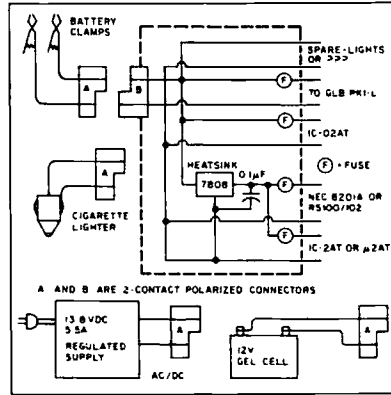 BATTERY
CLAMPS
A
B
SPARE-LIGHTS
OR >>>
F
TO GLB PK1-L
F
IC-02AT
A
HEATSINK
0.1µF
F = FUSE
7808
F
NEC 8201A OR
RS100/102
CIGARETTE
LIGHTER
F
IC-2AT OR µ2AT
A AND B ARE 2-CONTACT POLARIZED CONNECTORS
13.8VDC
5.5A
REGULATED
SUPPLY
A
AC/DC
12V
GEL CELL
A